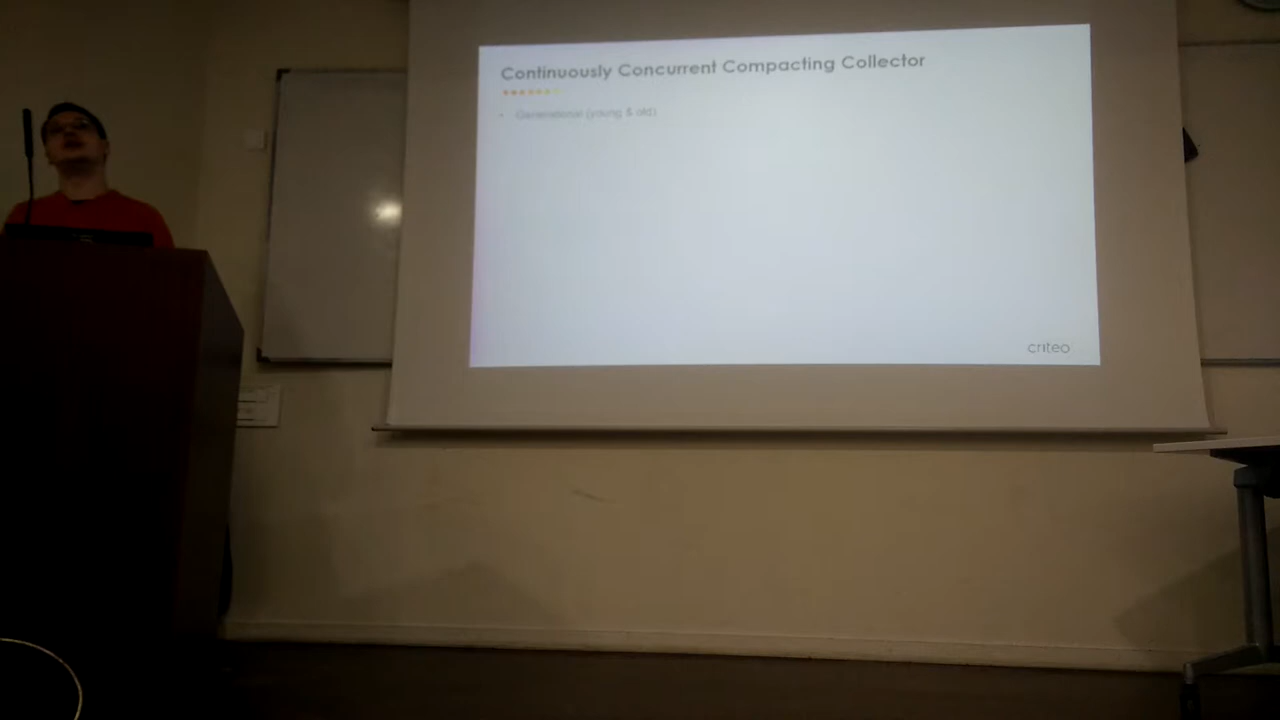 Continuously Concurrent Compacting Collector
• Generational (young & old)
criteo